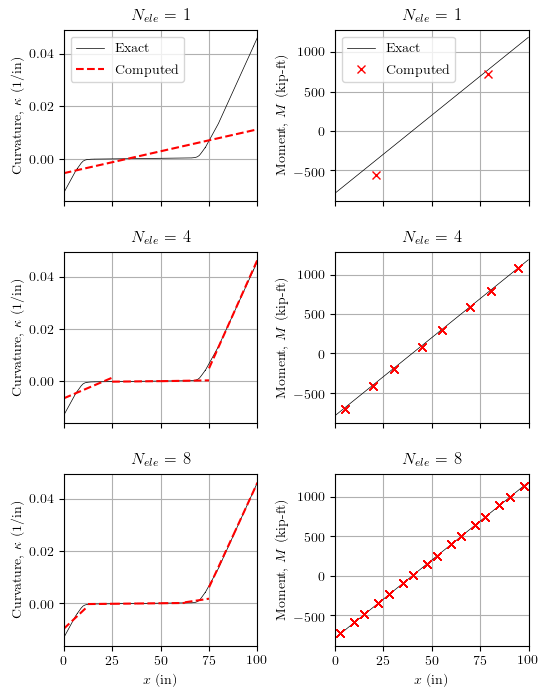 N_ele = 1
Curvature, κ (1/in)
0.04
0.02
0.00
Exact
Computed
N_ele = 1
Moment, M (kip-ft)
1000
500
0
−500
Exact
Computed
N_ele = 4
Curvature, κ (1/in)
0.04
0.02
0.00
N_ele = 4
Moment, M (kip-ft)
1000
500
0
−500
N_ele = 8
Curvature, κ (1/in)
0.04
0.02
0.00
0 25 50 75 100
x (in)
N_ele = 8
Moment, M (kip-ft)
1000
500
0
−500
0 25 50 75 100
x (in)